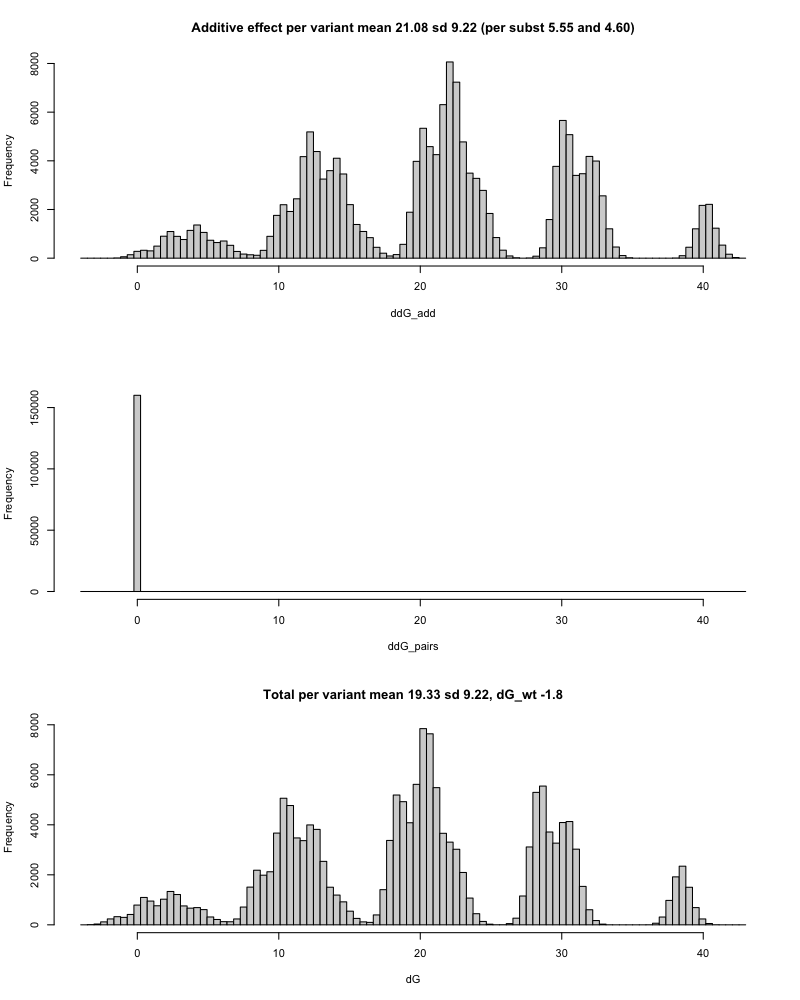 Additive effect per variant mean 21.08 sd 9.22 (per subst 5.55 and 4.60)
Frequency
8000
6000
4000
2000
0
0 10 20 30 40
ddG_add
Frequency
150000
100000
50000
0
0 10 20 30 40
ddG_pairs
Total per variant mean 19.33 sd 9.22, dG_wt -1.8
Frequency
8000
6000
4000
2000
0
0 10 20 30 40
dG